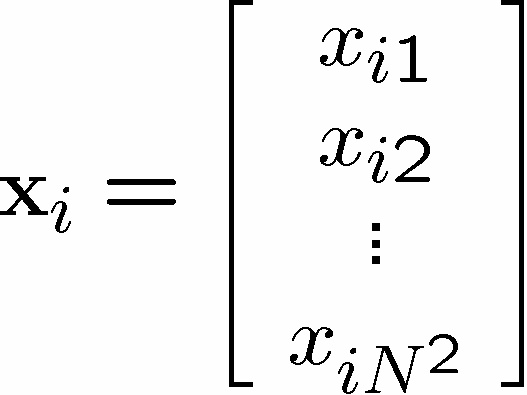 x_{i1}
x_{i2}
𝐱_i = [ ⋮ ]
x_{iN^2}